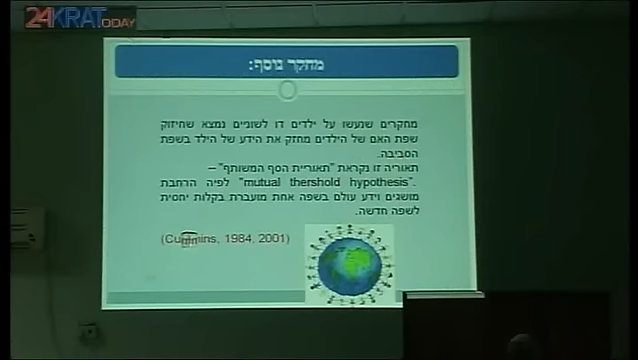 24KRATTODAY
מחקר נוסף:
מחקרים שנעשו על ילדים דו לשוניים נמצא שחיזוק
שפת האם של הילדים מחזק את הידע של הילד בשפת
הסביבה.
תאוריה זו נקראת "תאוריית הסף המשותף" –
"mutual thershold hypothesis". לפיה הרחבת
מושגים וידע עולם בשפה אחת מועברת בקלות יחסית
לשפה חדשה.
(Cummins, 1984, 2001)